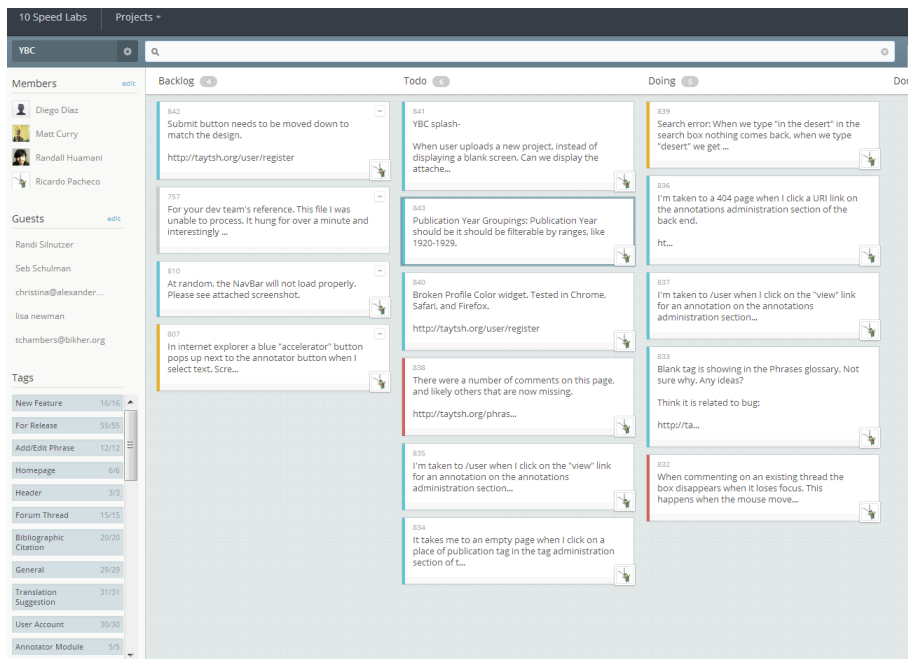 10 Speed Labs
Projects
YBC
Members
edit
Diego Díaz
Matt Curry
Randall Huamani
Ricardo Pacheco
Guests
edit
Randi Silnutzer
Seb Schulman
christina@alexander...
lisa newman
tchambers@bikher.org
Tags
New Feature 16/16
For Release 55/55
Add/Edit Phrase 12/12
Homepage 6/6
Header 3/3
Forum Thread 15/15
Bibliographic 20/20
Citation
General 29/29
Translation 31/31
Suggestion
User Account 30/30
Annotator Module 5/5
Backlog 4
842
Submit button needs to be moved down to
match the design.
http://taytsh.org/user/register
757
For your dev team's reference. This file I was
unable to process. It hung for over a minute and
interestingly ...
810
At random, the NavBar will not load properly.
Please see attached screenshot.
807
In internet explorer a blue "accelerator" button
pops up next to the annotator button when I
select text. Scre...
Todo 6
841
YBC splash-
When user uploads a new project, instead of
displaying a blank screen. Can we display the
attache...
843
Publication Year Groupings: Publication Year
should be it should be filterable by ranges. like
1920-1929.
840
Broken Profile Color widget. Tested in Chrome,
Safari, and Firefox.
http://taytsh.org/user/register
838
There were a number of comments on this page,
and likely others that are now missing.
http://taytsh.org/phras...
835
I'm taken to /user when I click on the "view" link
for an annotation on the annotations
administration section...
834
It takes me to an empty page when I click on a
place of publication tag in the tag administration
section of t...
Doing 5
839
Search error: When we type "in the desert" in the
search box nothing comes back. when we type
"desert" we get ...
836
I'm taken to a 404 page when I click a URI link on
the annotations administration section of the
back end.
ht...
837
I'm taken to /user when I click on the "view" link
for an annotation on the annotations
administration section...
833
Blank tag is showing in the Phrases glossary. Not
sure why. Any ideas?
Think it is related to bug:
http://ta...
832
When commenting on an existing thread the
box disappears when it loses focus. This
happens when the mouse move...